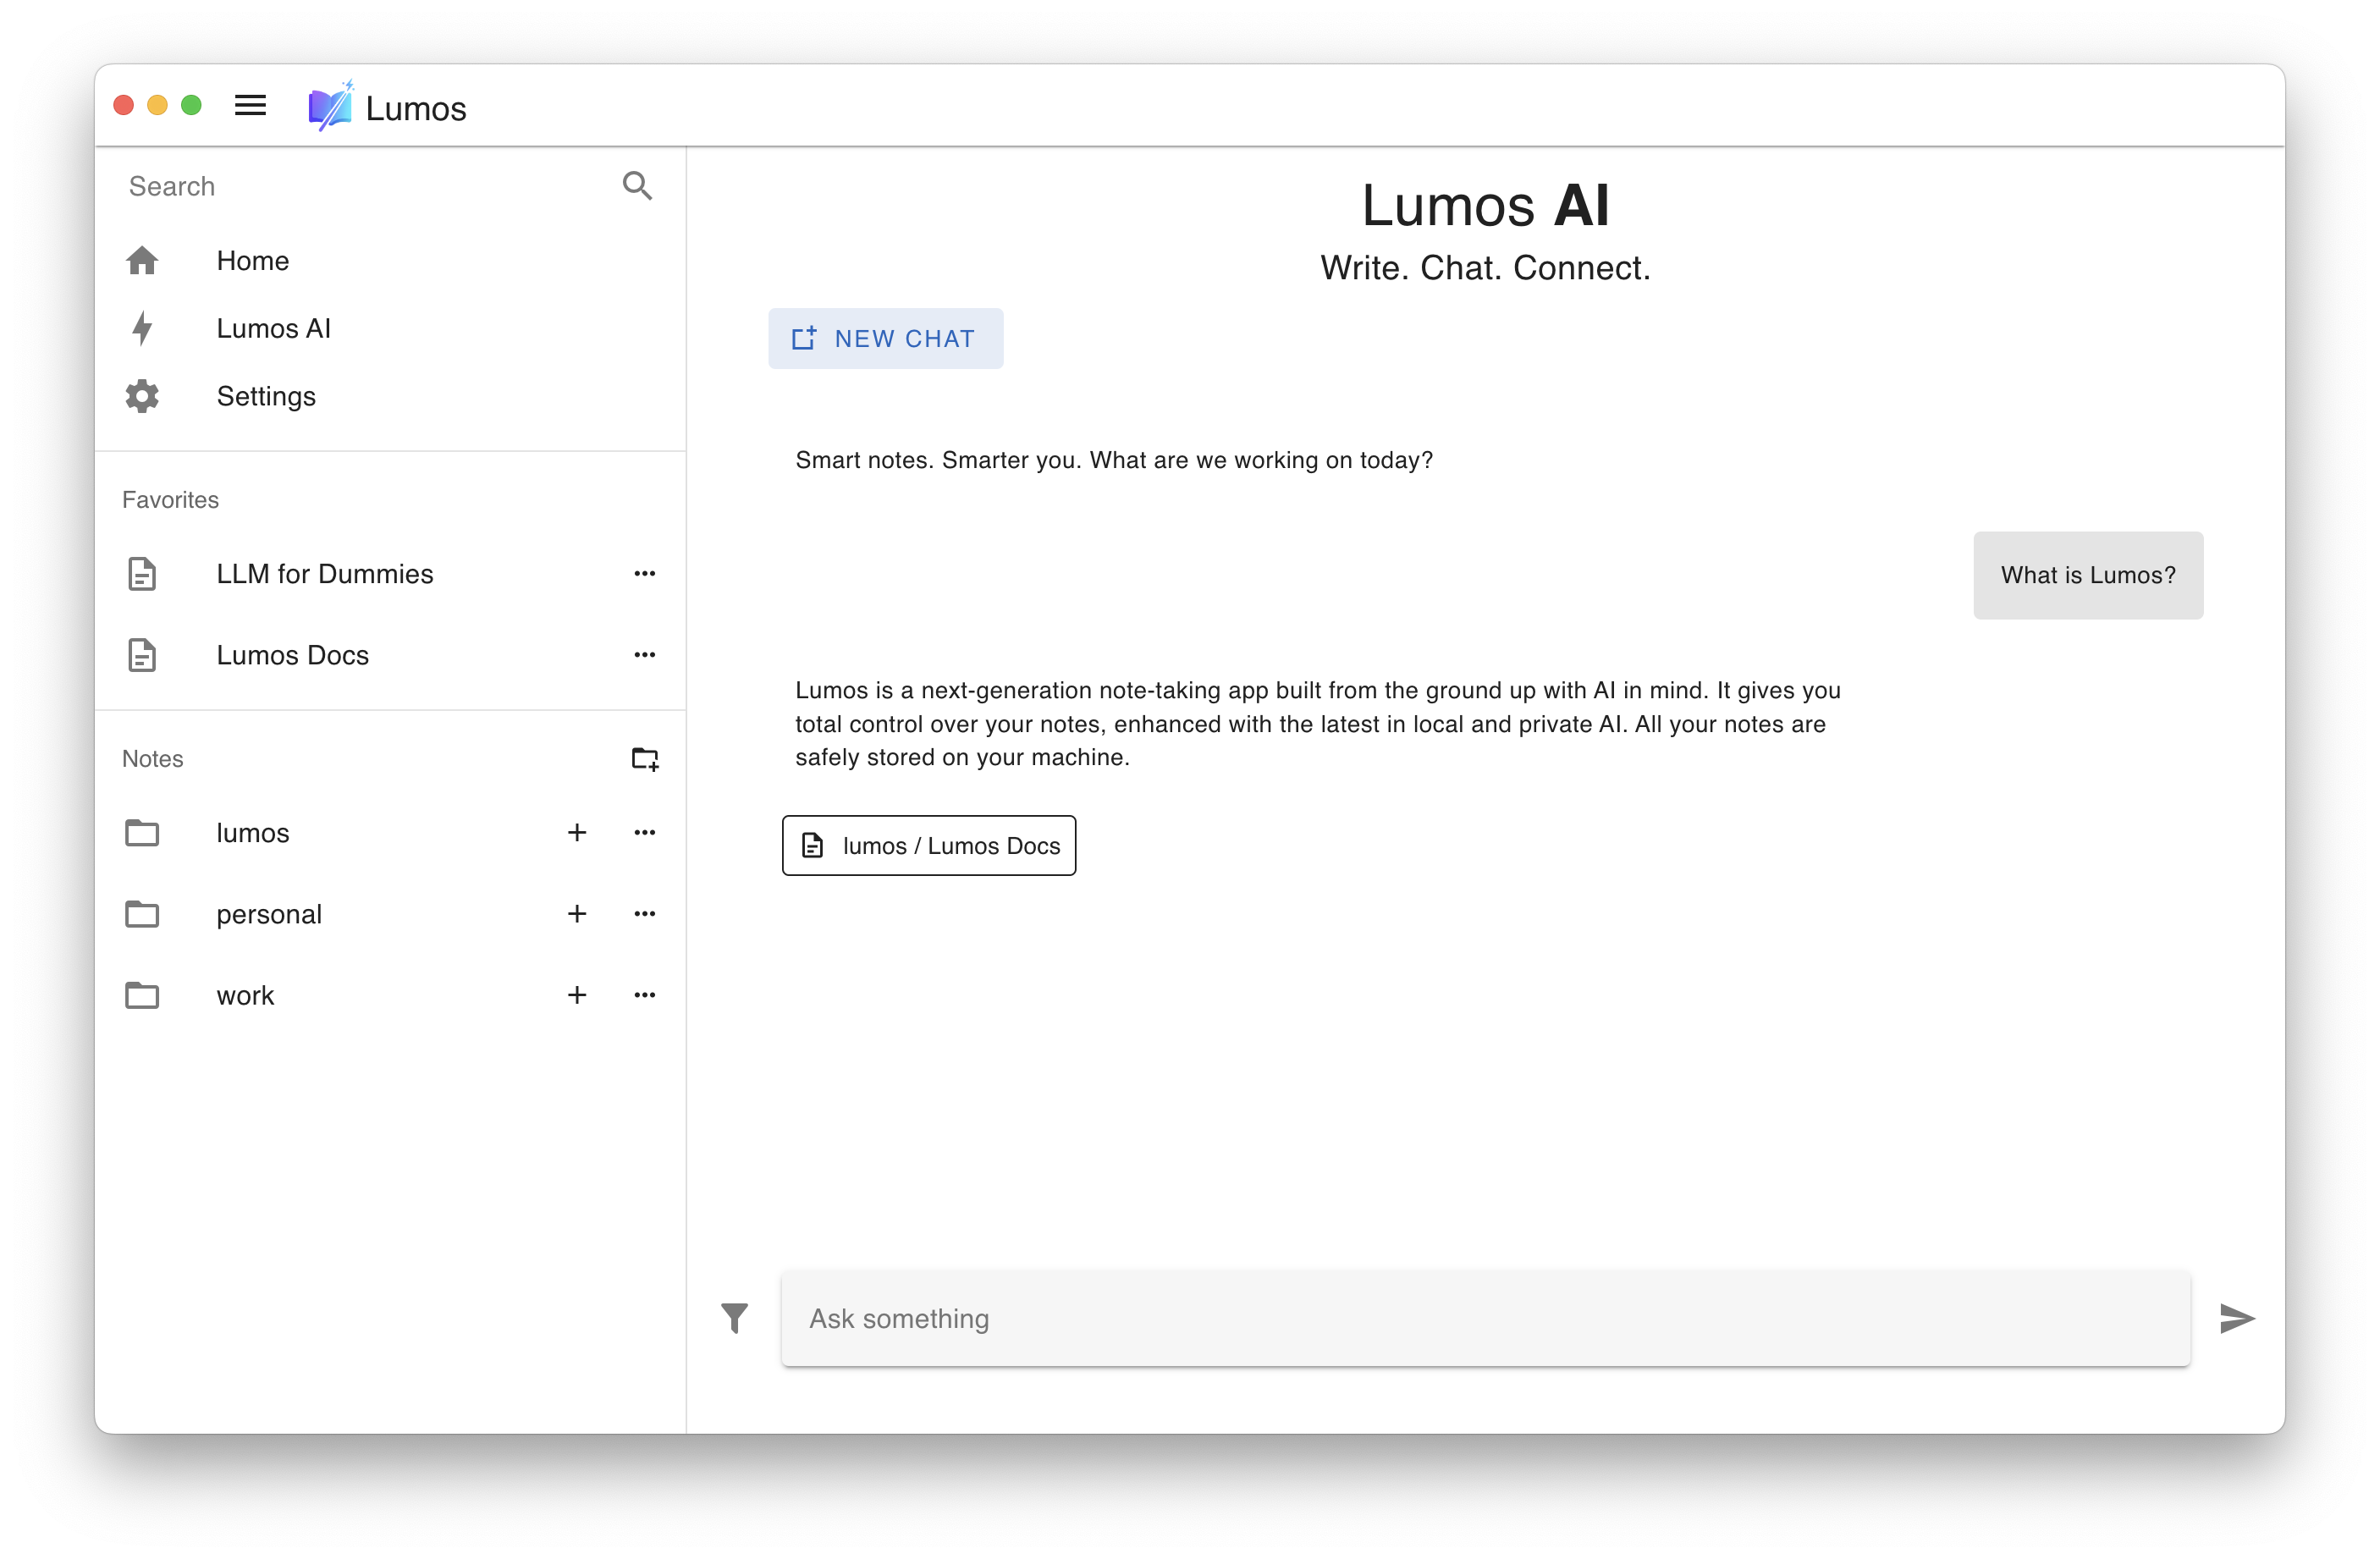 Lumos
Search
Home
Lumos AI
Settings
Favorites
LLM for Dummies
Lumos Docs
Notes
lumos
personal
work
Lumos AI
Write. Chat. Connect.
NEW CHAT
Smart notes. Smarter you. What are we working on today?
What is Lumos?
Lumos is a next-generation note-taking app built from the ground up with AI in mind. It gives you
total control over your notes, enhanced with the latest in local and private AI. All your notes are
safely stored on your machine.
lumos / Lumos Docs
Ask something